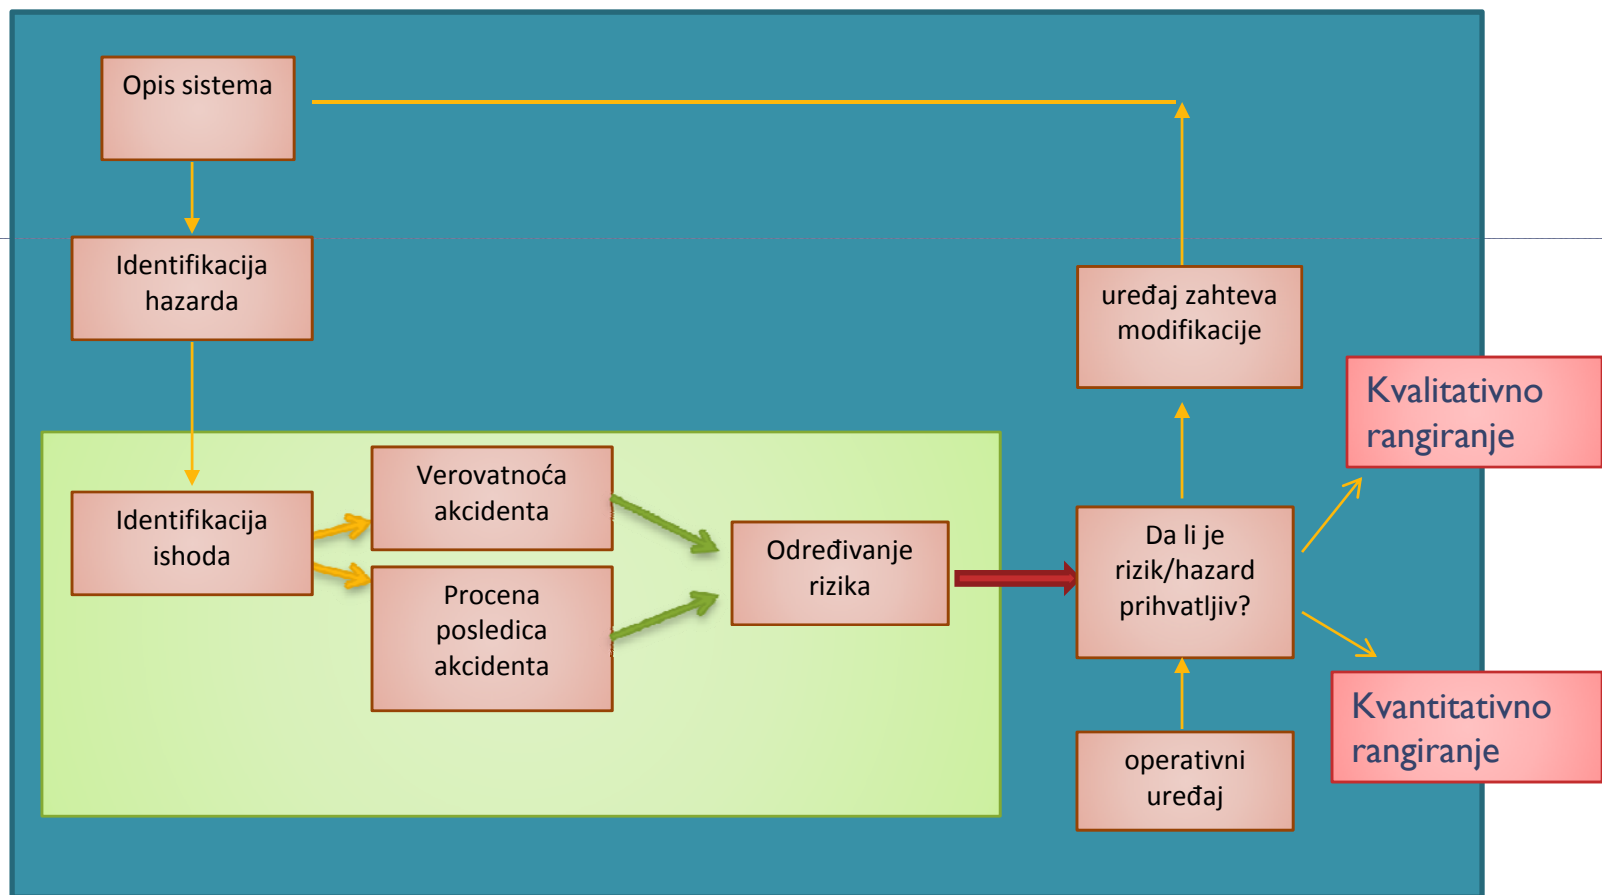 Opis sistema
Identifikacija
hazarda
Identifikacija
ishoda
Verovatnoća
akcidenta
Procena
posledica
akcidenta
Određivanje
rizika
uređaj zahteva
modifikacije
Da li je
rizik/hazard
prihvatljiv?
operativni
uređaj
Kvalitativno
rangiranje
Kvantitativno
rangiranje